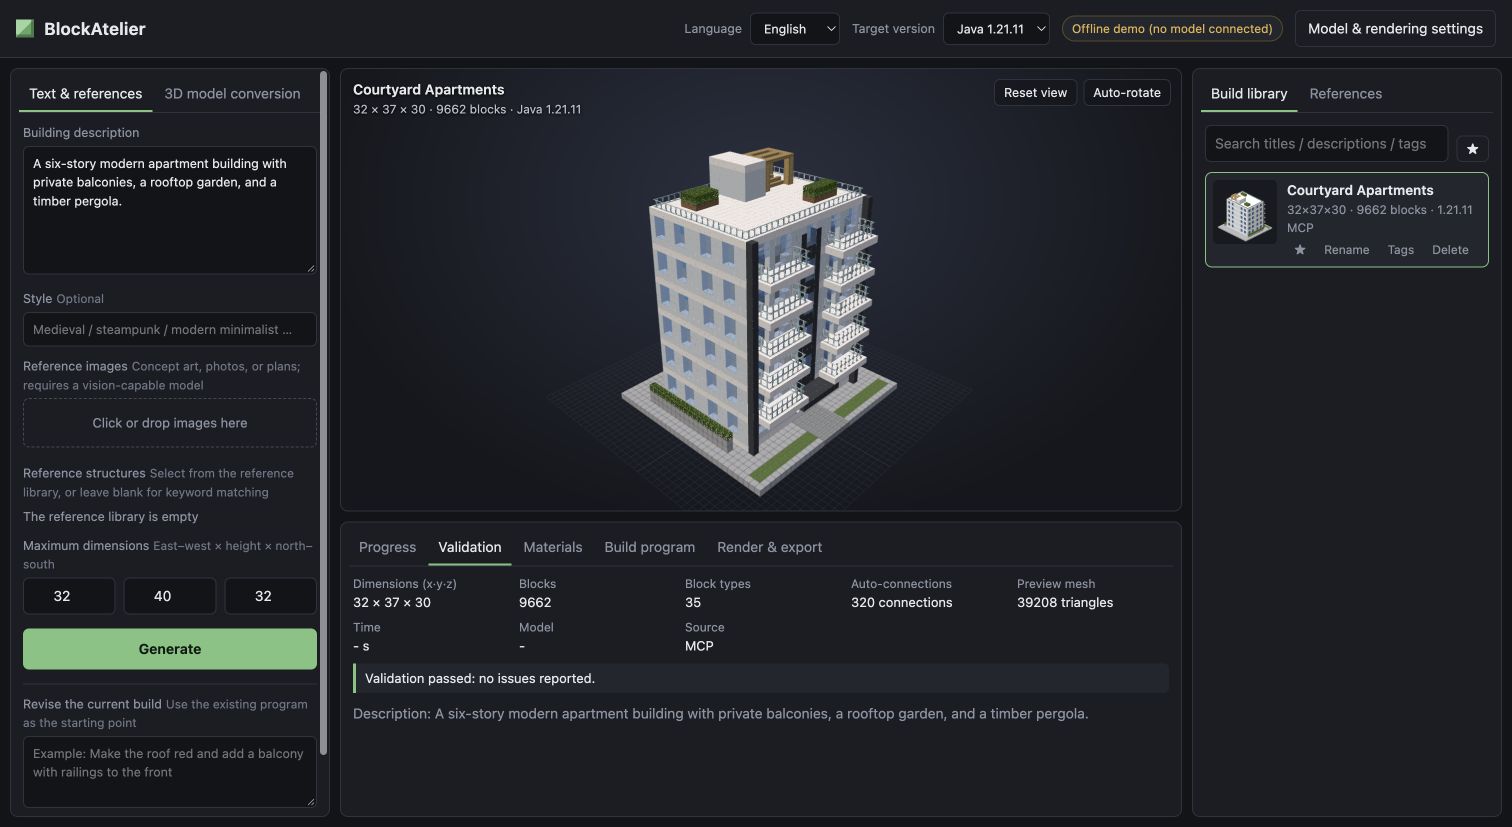 BlockAtelier
Language
English
Target version
Java 1.21.11
Offline demo (no model connected)
Model & rendering settings
Text & references
3D model conversion
Building description
A six-story modern apartment building with
private balconies, a rooftop garden, and a
timber pergola.
Style Optional
Medieval / steampunk / modern minimalist ...
Reference images Concept art, photos, or plans;
requires a vision-capable model
Click or drop images here
Reference structures Select from the reference
library, or leave blank for keyword matching
The reference library is empty
Maximum dimensions East–west × height × north–
south
32
40
32
Generate
Revise the current build Use the existing program
as the starting point
Example: Make the roof red and add a balcony
with railings to the front
Courtyard Apartments
32 × 37 × 30 · 9662 blocks · Java 1.21.11
Reset view
Auto-rotate
Progress
Validation
Materials
Build program
Render & export
Dimensions (x·y·z)
32 × 37 × 30
Blocks
9662
Block types
35
Auto-connections
320 connections
Preview mesh
39208 triangles
Time
- s
Model
-
Source
MCP
Validation passed: no issues reported.
Description: A six-story modern apartment building with private balconies, a rooftop garden, and a timber pergola.
Build library
References
Search titles / descriptions / tags
★
Courtyard Apartments
32×37×30 · 9662 blocks · 1.21.11
MCP
★ Rename Tags Delete